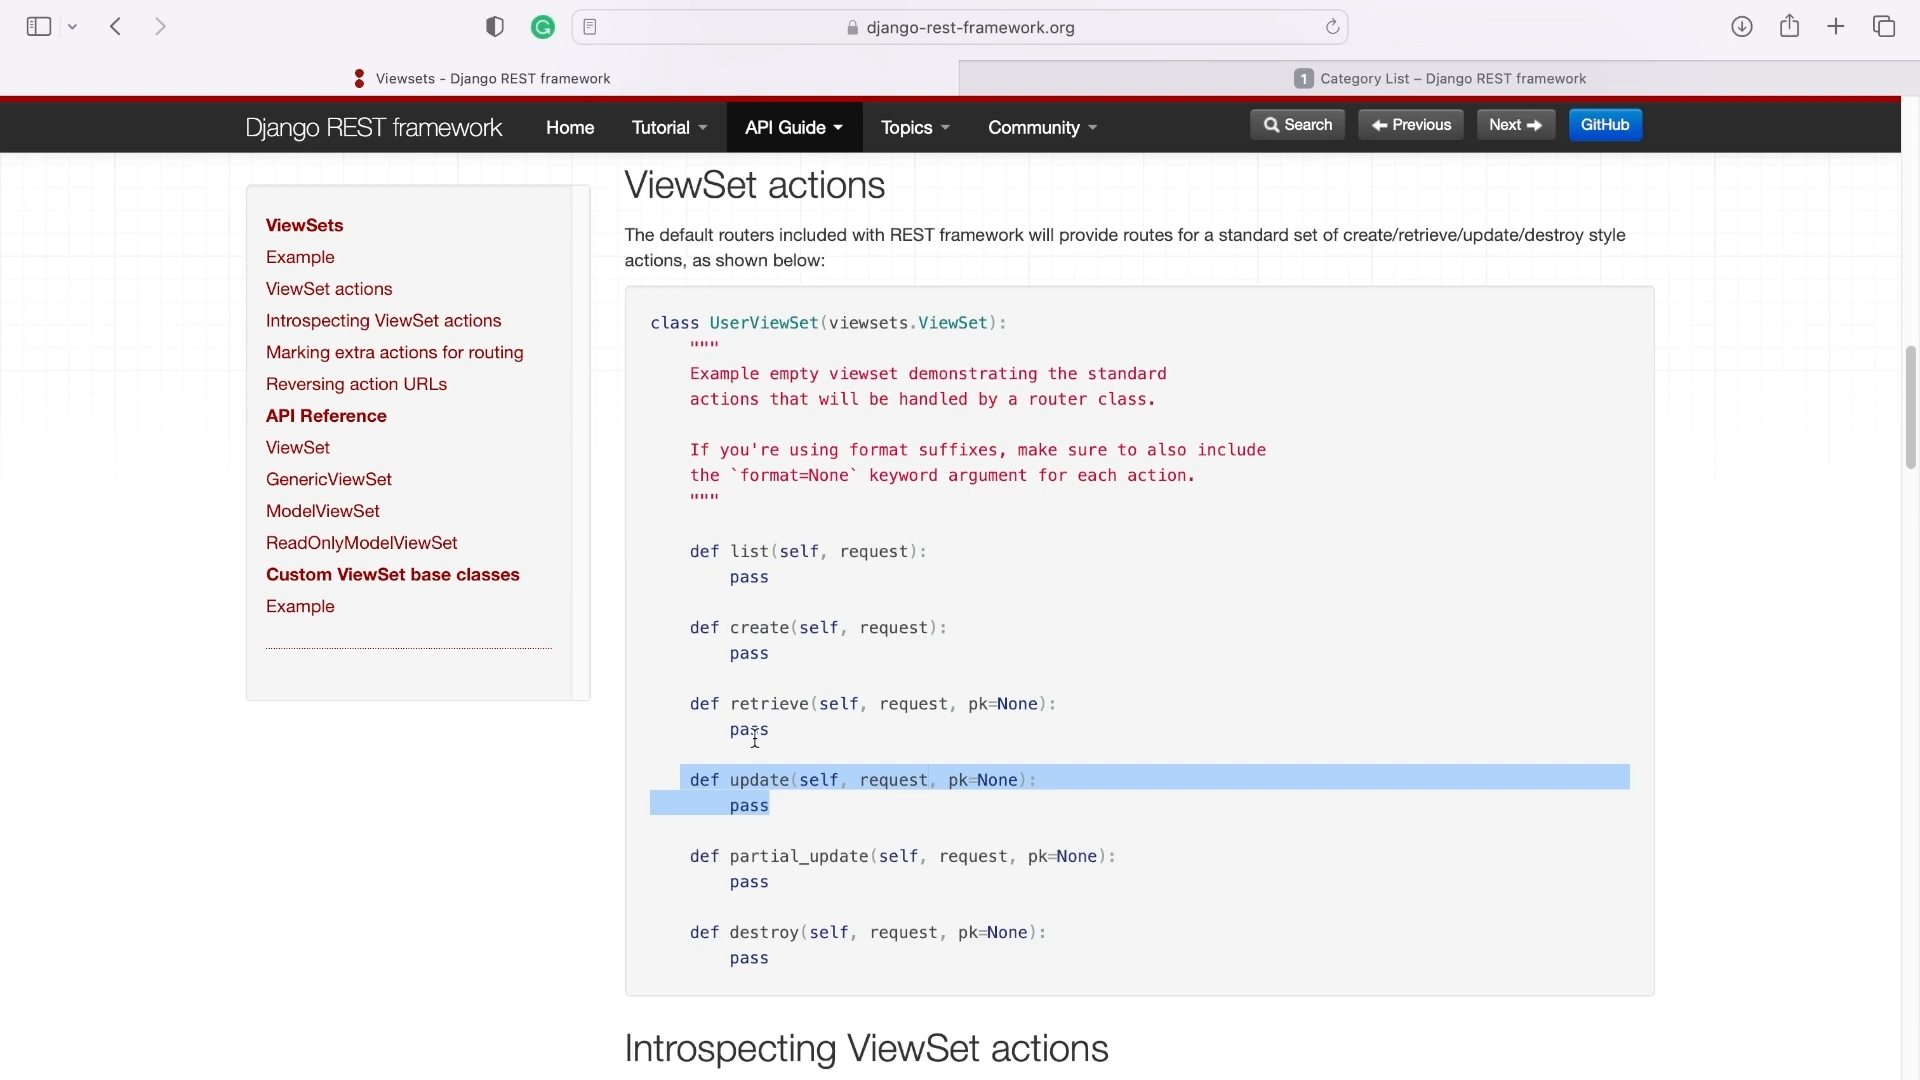 django-rest-framework.org
Viewsets - Django REST framework
1 Category List – Django REST framework
Django REST framework Home Tutorial API Guide Topics Community Search Previous Next GitHub
ViewSets
Example
ViewSet actions
Introspecting ViewSet actions
Marking extra actions for routing
Reversing action URLs
API Reference
ViewSet
GenericViewSet
ModelViewSet
ReadOnlyModelViewSet
Custom ViewSet base classes
Example
ViewSet actions
The default routers included with REST framework will provide routes for a standard set of create/retrieve/update/destroy style
actions, as shown below:
class UserViewSet(viewsets.ViewSet):
    """
    Example empty viewset demonstrating the standard
    actions that will be handled by a router class.
    If you're using format suffixes, make sure to also include
    the `format=None` keyword argument for each action.
    """
    def list(self, request):
        pass
    def create(self, request):
        pass
    def retrieve(self, request, pk=None):
        pass
    def update(self, request, pk=None):
        pass
    def partial_update(self, request, pk=None):
        pass
    def destroy(self, request, pk=None):
        pass
Introspecting ViewSet actions